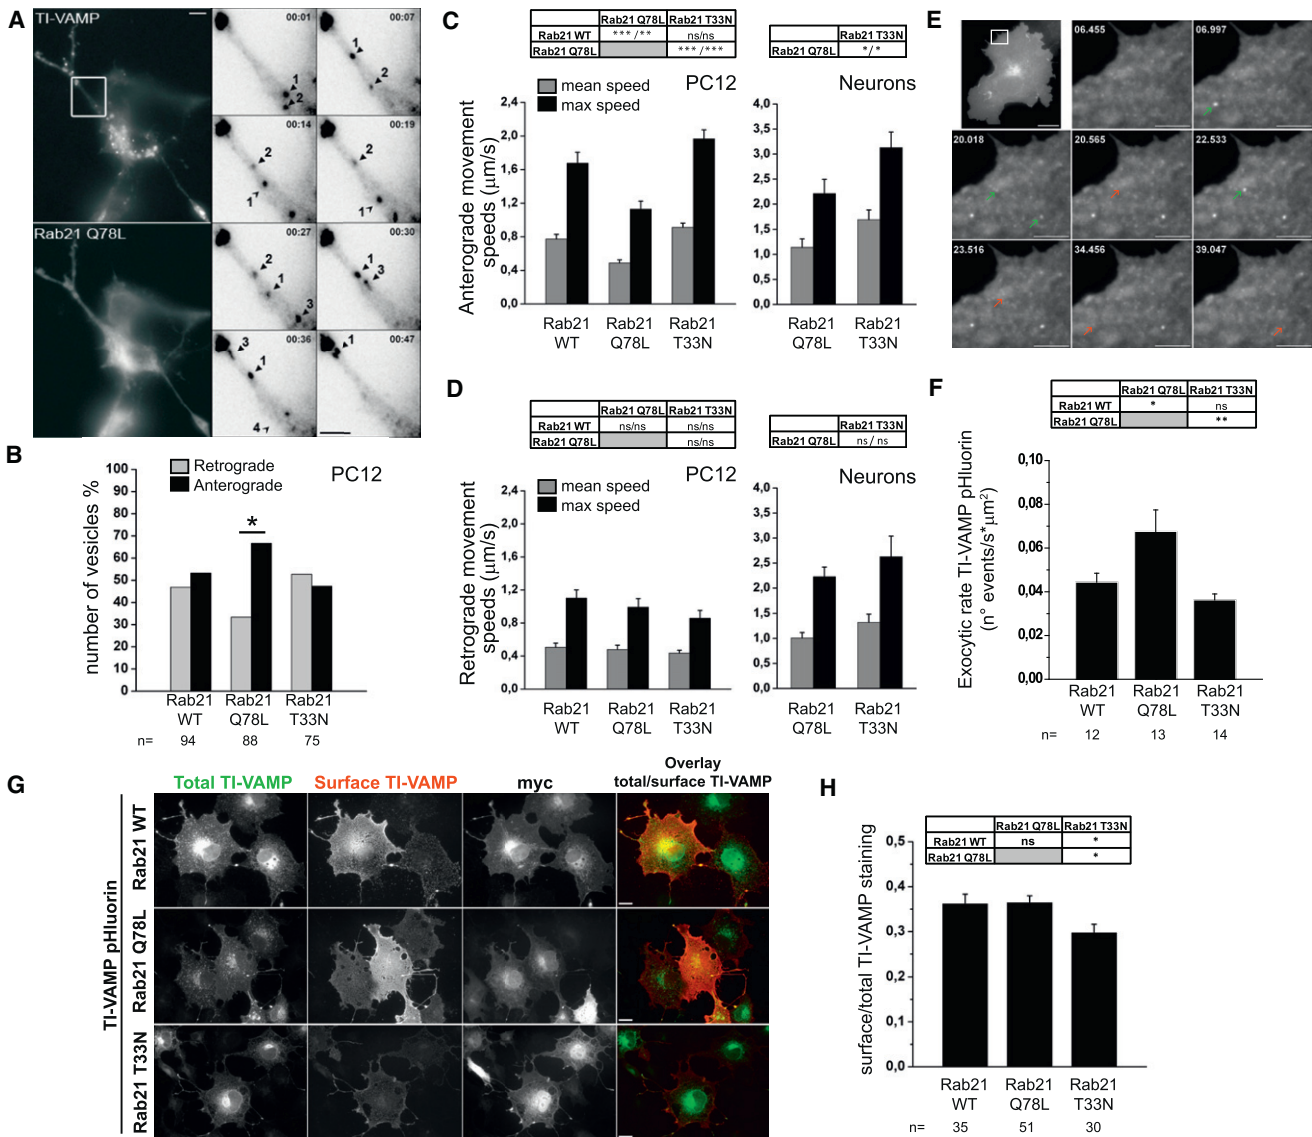 A
TI-VAMP
00:01
00:07
1
2
1
2
00:14
00:19
2
1
2
1
Rab21 Q78L
00:27
00:30
2
1
3
1
3
00:36
00:47
3
1
4
1
B
PC12
Retrograde
Anterograde
number of vesicles %
100
90
80
70
60
50
40
30
20
10
0
*
Rab21 WT
Rab21 Q78L
Rab21 T33N
n= 94 88 75
C
Rab21 Q78L Rab21 T33N
Rab21 WT *** /** ns/ns
Rab21 Q78L *** /***
PC12
mean speed
max speed
Anterograde movement
speeds (μm/s)
2,4
2,0
1,6
1,2
0,8
0,4
0,0
Rab21 WT
Rab21 Q78L
Rab21 T33N
Rab21 T33N
Rab21 Q78L */ *
Neurons
4,0
3,5
3,0
2,5
2,0
1,5
1,0
0,5
0,0
Rab21 Q78L
Rab21 T33N
D
Rab21 Q78L Rab21 T33N
Rab21 WT ns/ns ns/ns
Rab21 Q78L ns/ns
PC12
mean speed
max speed
Retrograde movement
speeds (μm/s)
2,4
2,0
1,6
1,2
0,8
0,4
0,0
Rab21 WT
Rab21 Q78L
Rab21 T33N
Rab21 T33N
Rab21 Q78L ns/ ns
Neurons
4,0
3,5
3,0
2,5
2,0
1,5
1,0
0,5
0,0
Rab21 Q78L
Rab21 T33N
E
06.455
06.997
20.018
20.565
22.533
23.516
34.456
39.047
F
Rab21 Q78L Rab21 T33N
Rab21 WT * ns
Rab21 Q78L **
Exocytic rate TI-VAMP pHluorin
(n° events/s*μm²)
0,10
0,08
0,06
0,04
0,02
0,00
Rab21 WT
Rab21 Q78L
Rab21 T33N
n= 12 13 14
G
Total TI-VAMP
Surface TI-VAMP
myc
Overlay
total/surface TI-VAMP
TI-VAMP pHluorin
Rab21 WT
Rab21 Q78L
Rab21 T33N
H
Rab21 Q78L Rab21 T33N
Rab21 WT ns *
Rab21 Q78L *
surface/total TI-VAMP staining
0,5
0,4
0,3
0,2
0,1
0,0
Rab21 WT
Rab21 Q78L
Rab21 T33N
n= 35 51 30